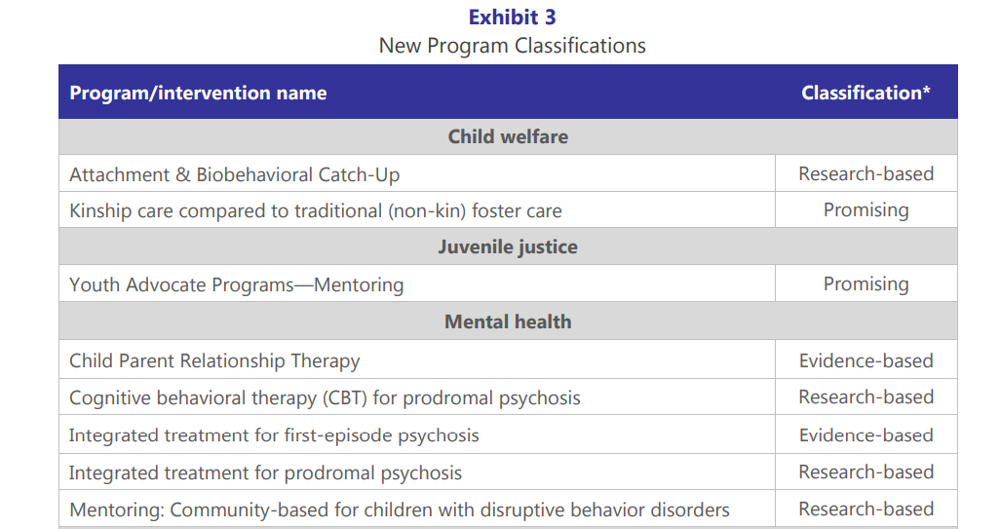 Exhibit 3
New Program Classifications
Program/intervention name Classification*
Child welfare
Attachment & Biobehavioral Catch-Up Research-based
Kinship care compared to traditional (non-kin) foster care Promising
Juvenile justice
Youth Advocate Programs—Mentoring Promising
Mental health
Child Parent Relationship Therapy Evidence-based
Cognitive behavioral therapy (CBT) for prodromal psychosis Research-based
Integrated treatment for first-episode psychosis Evidence-based
Integrated treatment for prodromal psychosis Research-based
Mentoring: Community-based for children with disruptive behavior disorders Research-based